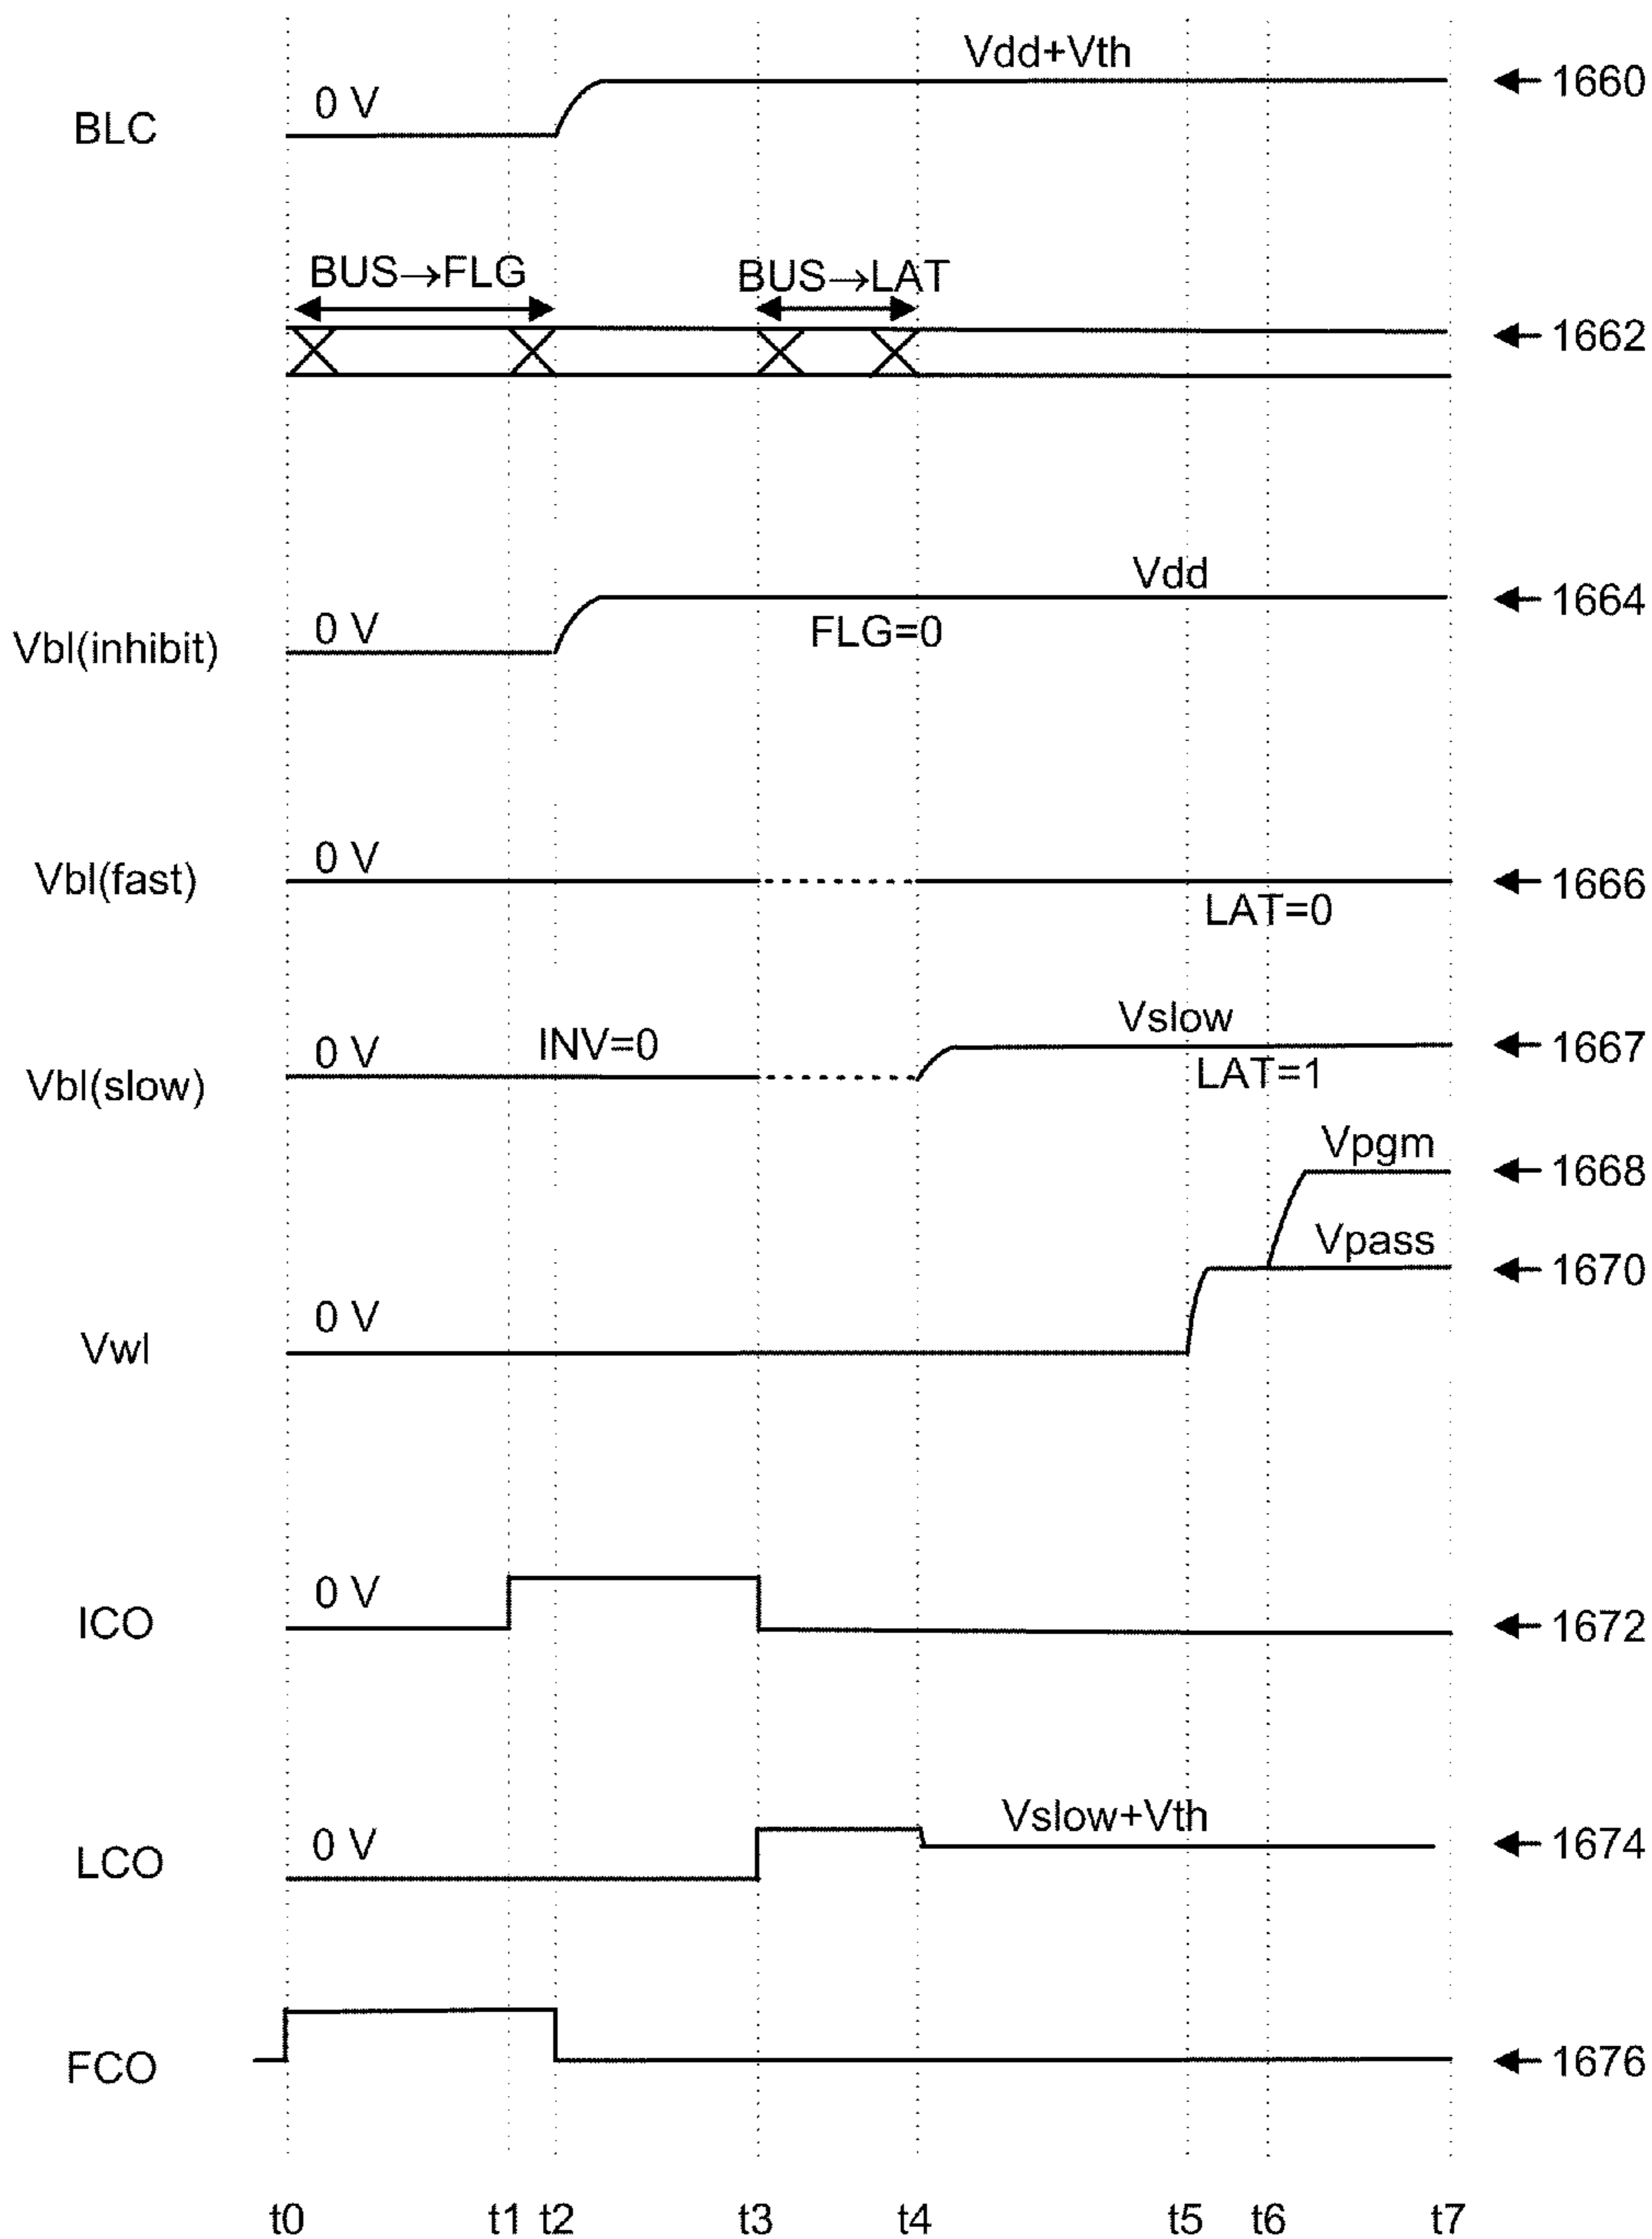 Vdd+Vth
1660
0 V
BLC
BUS→FLG
BUS→LAT
1662
Vdd
1664
0 V
FLG=0
Vbl(inhibit)
0 V
Vbl(fast)
1666
LAT=0
Vslow
INV=0
1667
0 V
LAT=1
Vbl(slow)
Vpgm
1668
Vpass
1670
0 V
Vwl
0 V
ICO
1672
Vslow+Vth
0 V
1674
LCO
FCO
1676
t0 t1 t2 t3 t4 t5 t6 t7